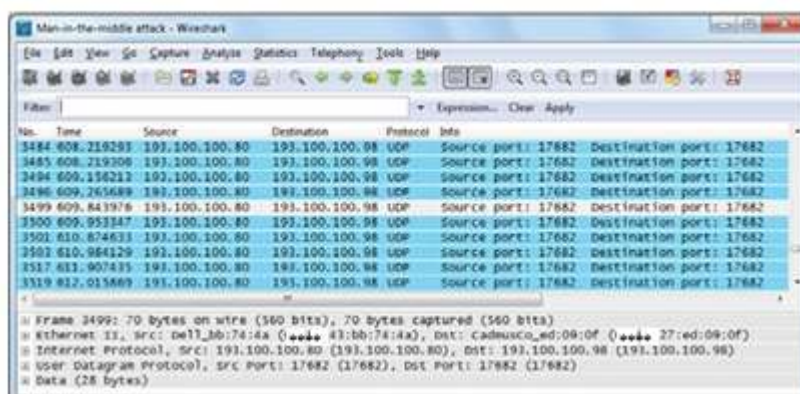 Man-in-the-middle attack - Wireshark
File Edit View Go Capture Analyze Statistics Telephony Tools Help
Filter: Expression... Clear Apply
No. Time Source Destination Protocol Info
3484 608.219293 193.100.100.80 193.100.100.98 UDP Source port: 17682 Destination port: 17682
3485 608.219308 193.100.100.80 193.100.100.98 UDP Source port: 17682 Destination port: 17682
3494 609.156213 193.100.100.80 193.100.100.98 UDP Source port: 17682 Destination port: 17682
3496 609.265689 193.100.100.80 193.100.100.98 UDP Source port: 17682 Destination port: 17682
3499 609.843976 193.100.100.80 193.100.100.98 UDP Source port: 17682 Destination port: 17682
3500 609.953347 193.100.100.80 193.100.100.98 UDP Source port: 17682 Destination port: 17682
3501 610.874633 193.100.100.80 193.100.100.98 UDP Source port: 17682 Destination port: 17682
3503 610.984129 193.100.100.80 193.100.100.98 UDP Source port: 17682 Destination port: 17682
3517 611.907435 193.100.100.80 193.100.100.98 UDP Source port: 17682 Destination port: 17682
3519 612.015869 193.100.100.80 193.100.100.98 UDP Source port: 17682 Destination port: 17682
Frame 3499: 70 bytes on wire (560 bits), 70 bytes captured (560 bits)
Ethernet II, Src: Dell_bb:74:4a ( 43:bb:74:4a), Dst: CadmusCo_ed:09:0f ( 27:ed:09:0f)
Internet Protocol, Src: 193.100.100.80 (193.100.100.80), Dst: 193.100.100.98 (193.100.100.98)
User Datagram Protocol, Src Port: 17682 (17682), Dst Port: 17682 (17682)
Data (28 bytes)